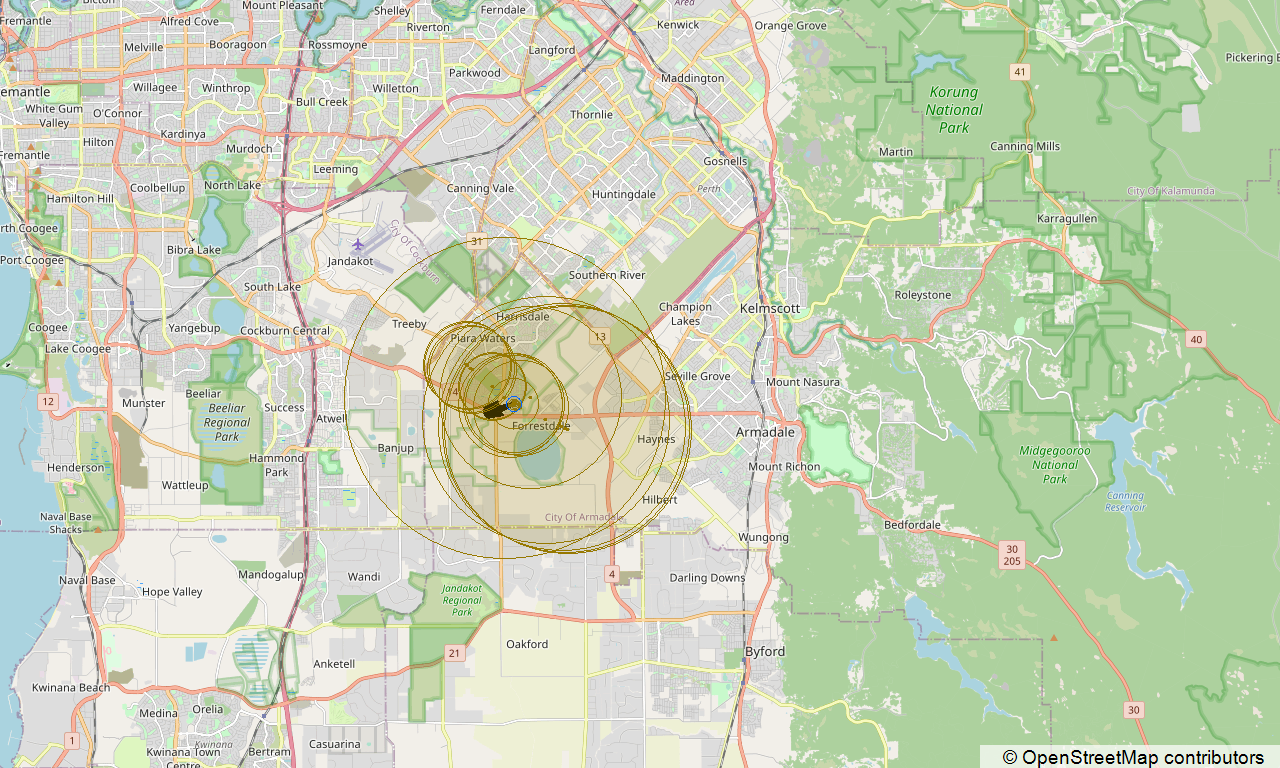 Mount Pleasant
Shelley
Ferndale
Fremantle
Alfred Cove
Riverton
Kenwick
Orange Grove
Melville
Booragoon
Rossmoyne
Langford
Pickering B
Parkwood
Maddington
41
emantle
Willagee
Winthrop
Willetton
Korung
National
Park
White Gum
Valley
O'Connor
Bull Creek
Thornlie
Kardinya
Hilton
Murdoch
Canning Mills
Fremantle
Leeming
Gosnells
Martin
Coolbellup
North Lake
Canning Vale
Huntingdale
Perth
City Of Kalamunda
Hamilton Hill
Karragullen
rth Coogee
City Of Cockburn
31
Bibra Lake
Port Coogee
Jandakot
Southern River
South Lake
Roleystone
Champion
Lakes
Kelmscott
Coogee
Yangebup
Cockburn Central
Treeby
Harrisdale
Piara Waters
13
40
Lake Coogee
Seville Grove
Mount Nasura
14
12
Munster
Beeliar
Success
Beeliar
Regional
Park
Atwell
Forrestdale
Armadale
Banjup
Haynes
Hammond
Park
Henderson
Mount Richon
Midgegooroo
National
Park
Wattleup
Hilbert
Canning
Reservoir
Naval Base
Shacks
City Of Armadale
Bedfordale
Wungong
30
205
Naval Base
Mandogalup
Wandi
4
Darling Downs
Hope Valley
Jandakot
Regional
Park
Oakford
21
Byford
Anketell
Kwinana Beach
Medina
Orelia
30
1
Kwinana
Kwinana Town
Centre
Bertram
Casuarina
© OpenStreetMap contributors